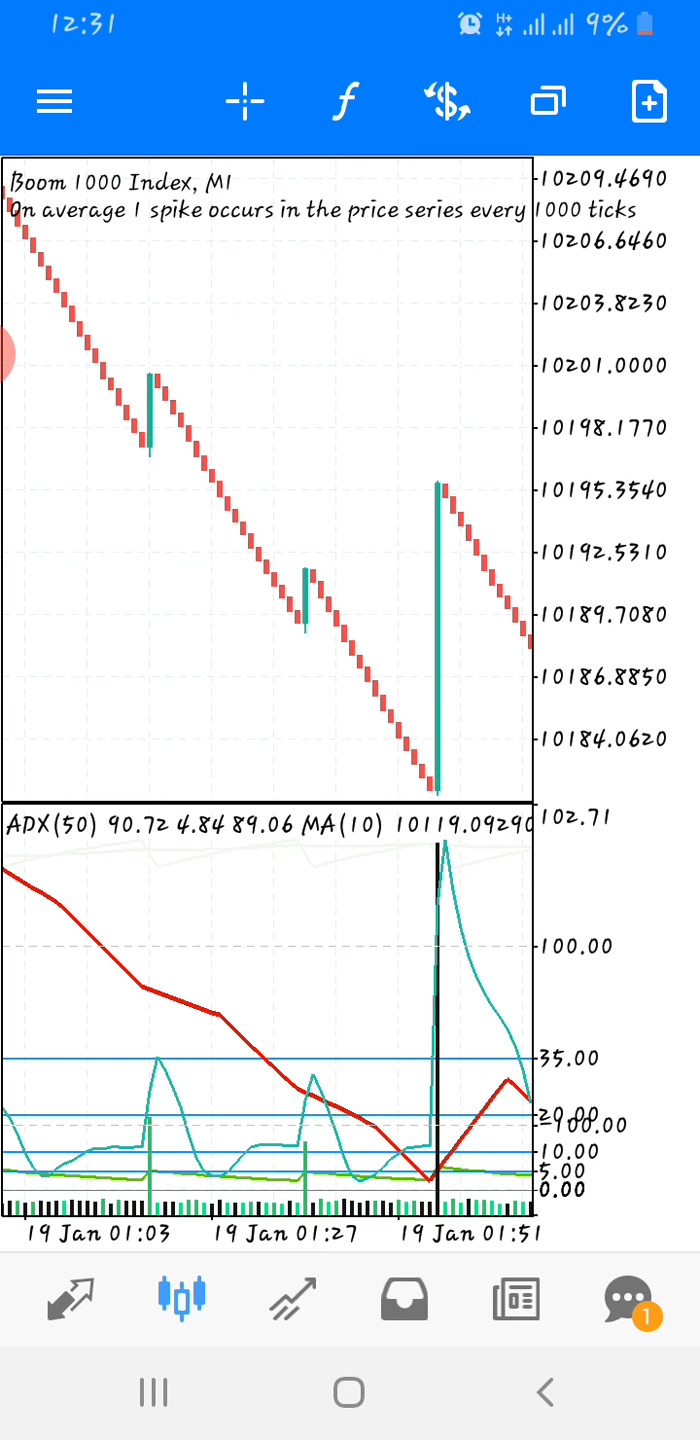 12:31
H+
9%
f
$
Boom 1000 Index, M1
On average 1 spike occurs in the price series every 1000 ticks
10209.4690
10206.6460
10203.8230
10201.0000
10198.1770
10195.3540
10192.5310
10189.7080
10186.8850
10184.0620
ADX(50) 90.72 4.84 89.06 MA(10) 10119.09290
102.71
100.00
35.00
20.00
-100.00
10.00
5.00
0.00
19 Jan 01:03
19 Jan 01:27
19 Jan 01:51
1